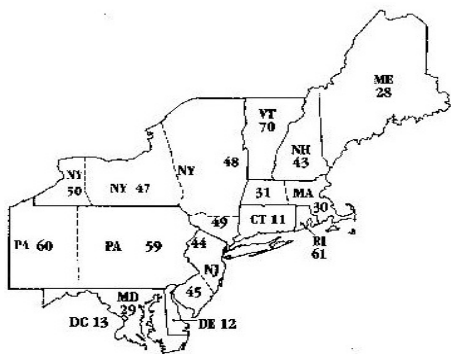 ME
28
VT
70
NH
43
NY
48
NY
50
NY 47
31
MA
30
49
CT 11
RI
61
PA 60
PA 59
44
NJ
45
MD
29
DC 13
DE 12